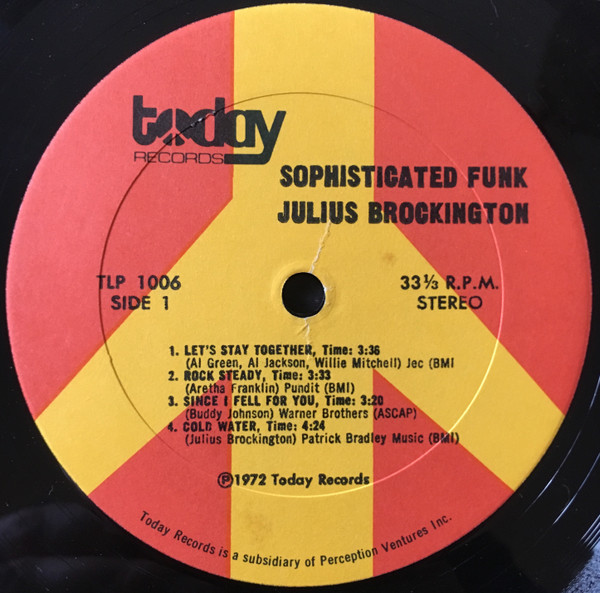 today
RECORDS
SOPHISTICATED FUNK
JULIUS BROCKINGTON
TLP 1006
SIDE 1
33⅓ R.P.M.
STEREO
1. LET'S STAY TOGETHER, Time: 3:36
(Al Green, Al Jackson, Willie Mitchell) Jec (BMI
2. ROCK STEADY, Time: 3:33
(Aretha Franklin) Pundit (BMI)
3. SINCE I FELL FOR YOU, Time: 3:20
(Buddy Johnson) Warner Brothers (ASCAP)
4. COLD WATER, Time: 4:24
(Julius Brockington) Patrick Bradley Music (BMI)
℗1972 Today Records
Today Records is a subsidiary of Perception Ventures Inc.